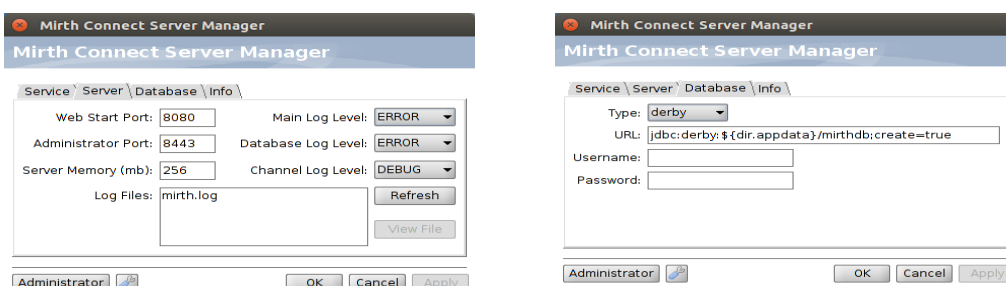 Mirth Connect Server Manager
Mirth Connect Server Manager
Service Server Database Info
Web Start Port: 8080 Main Log Level: ERROR
Administrator Port: 8443 Database Log Level: ERROR
Server Memory (mb): 256 Channel Log Level: DEBUG
Log Files: mirth.log Refresh
View File
Administrator OK Cancel Apply
Mirth Connect Server Manager
Mirth Connect Server Manager
Service Server Database Info
Type: derby
URL: jdbc:derby:${dir.appdata}/mirthdb;create=true
Username:
Password:
Administrator OK Cancel Apply